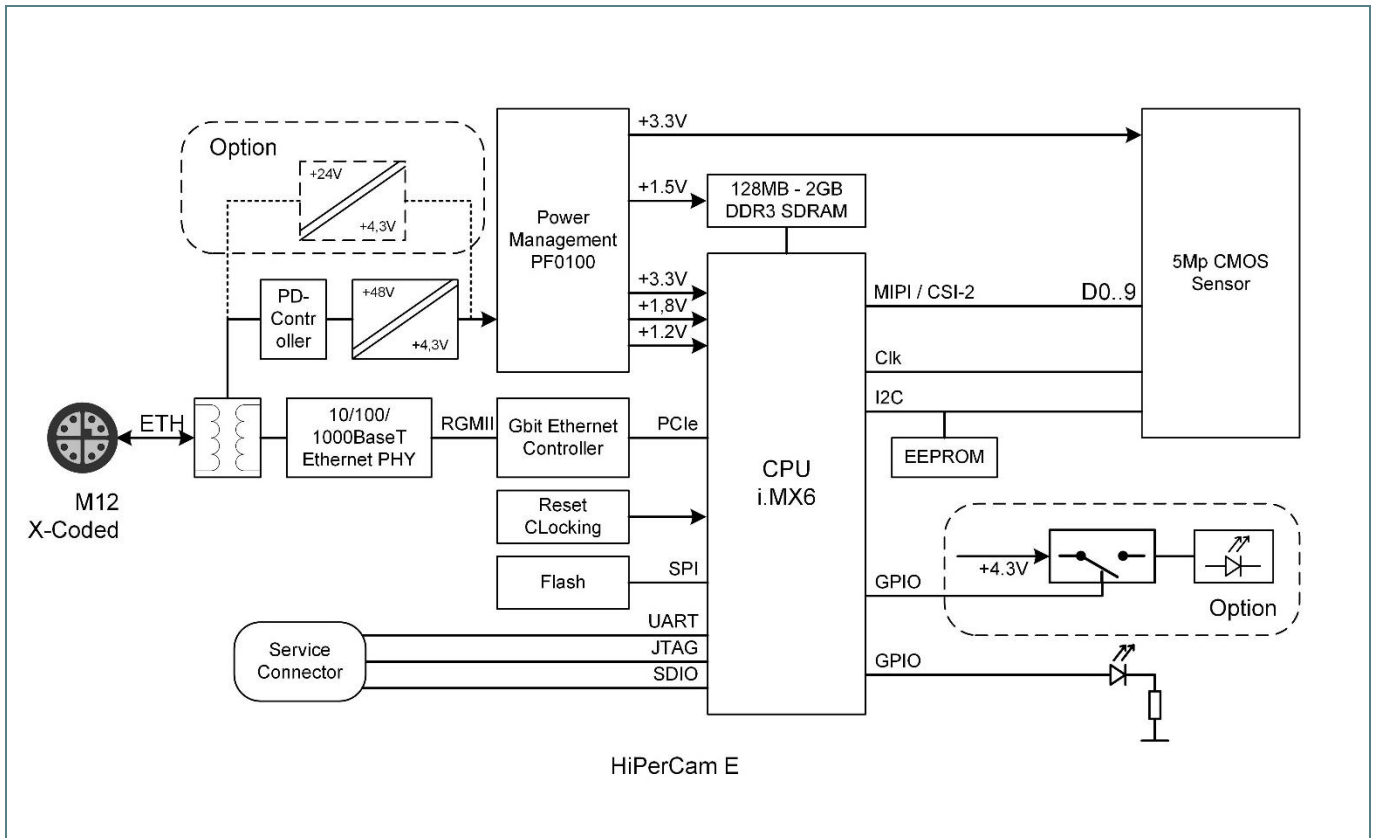 Option
+24V
+4,3V
PD-
Contr
oller
+48V
+4,3V
Power
Management
PF0100
+3.3V
+1.5V
+3.3V
+1,8V
+1.2V
128MB - 2GB
DDR3 SDRAM
5Mp CMOS
Sensor
MIPI / CSI-2
D0..9
Clk
I2C
EEPROM
CPU
i.MX6
M12
X-Coded
ETH
10/100/
1000BaseT
Ethernet PHY
RGMII
Gbit Ethernet
Controller
PCIe
Reset
CLocking
Flash
SPI
Service
Connector
UART
JTAG
SDIO
GPIO
+4.3V
Option
GPIO
HiPerCam E